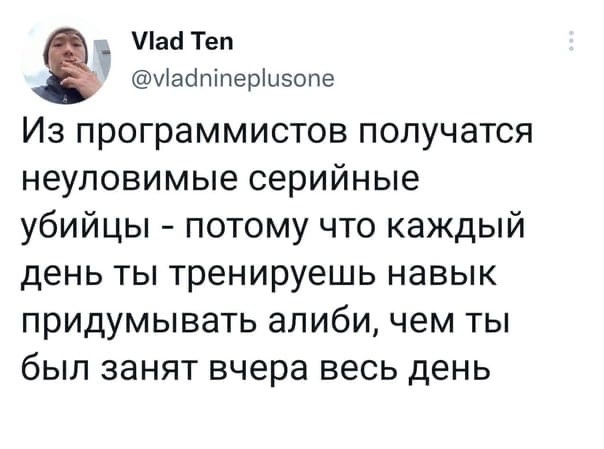 Vlad Ten
@vladnineplusone
Из программистов получатся
неуловимые серийные
убийцы - потому что каждый
день ты тренируешь навык
придумывать алиби, чем ты
был занят вчера весь день